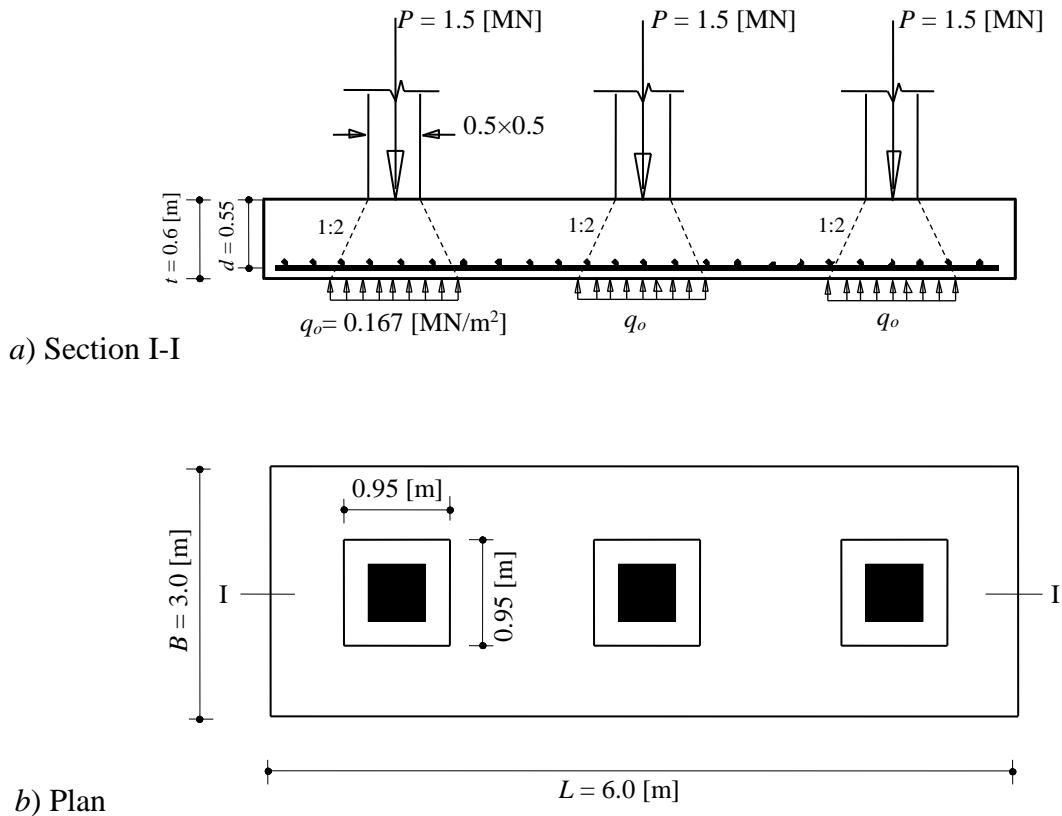 P = 1.5 [MN]
P = 1.5 [MN]
P = 1.5 [MN]
0.5×0.5
t = 0.6 [m]
d = 0.55
1:2
1:2
1:2
qo= 0.167 [MN/m²]
qo
qo
a) Section I-I
0.95 [m]
0.95 [m]
B = 3.0 [m]
I
I
L = 6.0 [m]
b) Plan